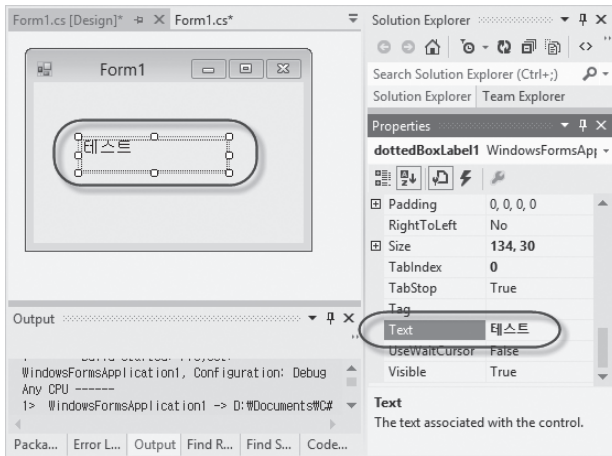 Form1.cs [Design]*
Form1.cs*
Form1
테스트
Output
WindowsFormsApplication1, Configuration: Debug
Any CPU ------
1>  WindowsFormsApplication1 -> D:₩Documents₩C#
Packa...
Error L...
Output
Find R...
Find S...
Code...
Solution Explorer
Search Solution Explorer (Ctrl+;)
Solution Explorer
Team Explorer
Properties
dottedBoxLabel1 WindowsFormsApp
Padding 0, 0, 0, 0
RightToLeft No
Size 134, 30
TabIndex 0
TabStop True
Tag
Text 테스트
UseWaitCursor False
Visible True
Text
The text associated with the control.